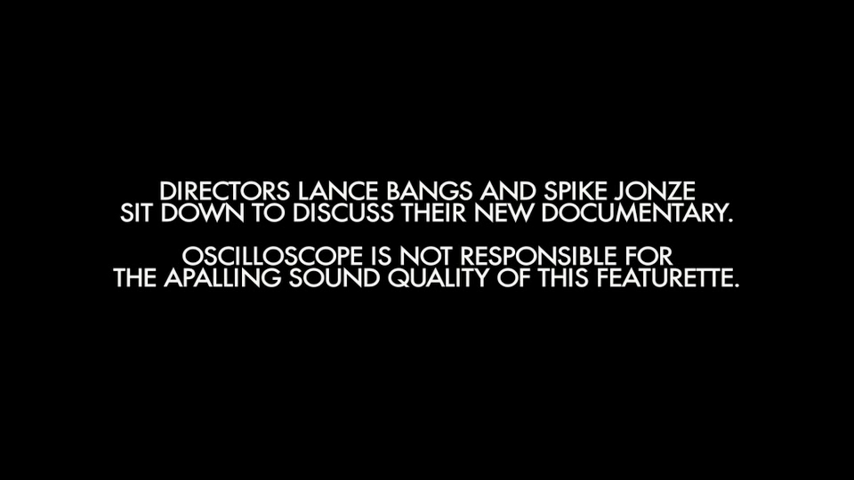 DIRECTORS LANCE BANGS AND SPIKE JONZE
SIT DOWN TO DISCUSS THEIR NEW DOCUMENTARY.
OSCILLOSCOPE IS NOT RESPONSIBLE FOR
THE APALLING SOUND QUALITY OF THIS FEATURETTE.